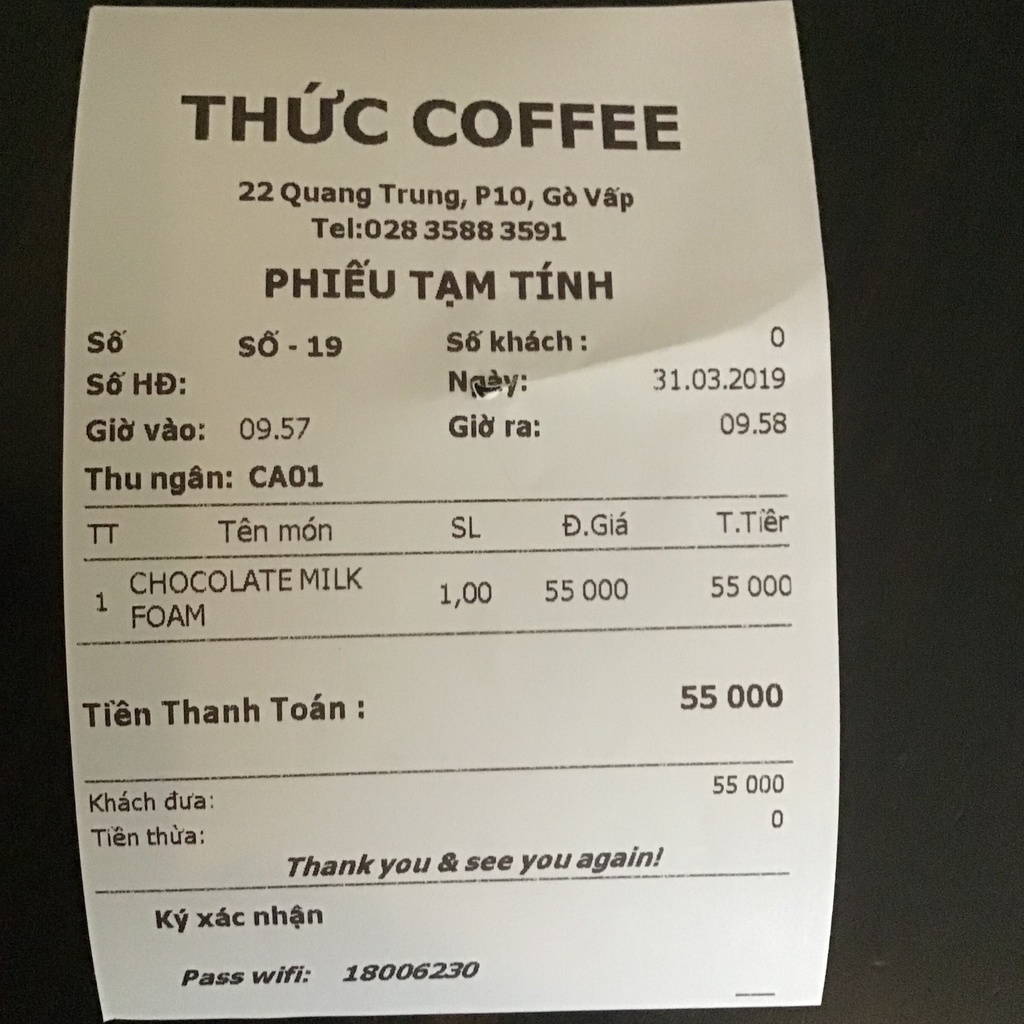 THỨC COFFEE
22 Quang Trung, P10, Gò Vấp
Tel:028 3588 3591
PHIẾU TẠM TÍNH
Số SỐ - 19 Số khách : 0
Số HĐ: Ngày: 31.03.2019
Giờ vào: 09.57 Giờ ra: 09.58
Thu ngân: CA01
TT Tên món SL Đ.Giá T.Tiền
1 CHOCOLATE MILK FOAM 1,00 55 000 55 000
Tiền Thanh Toán : 55 000
Khách đưa: 55 000
Tiền thừa: 0
Thank you & see you again!
Ký xác nhận
Pass wifi: 18006230